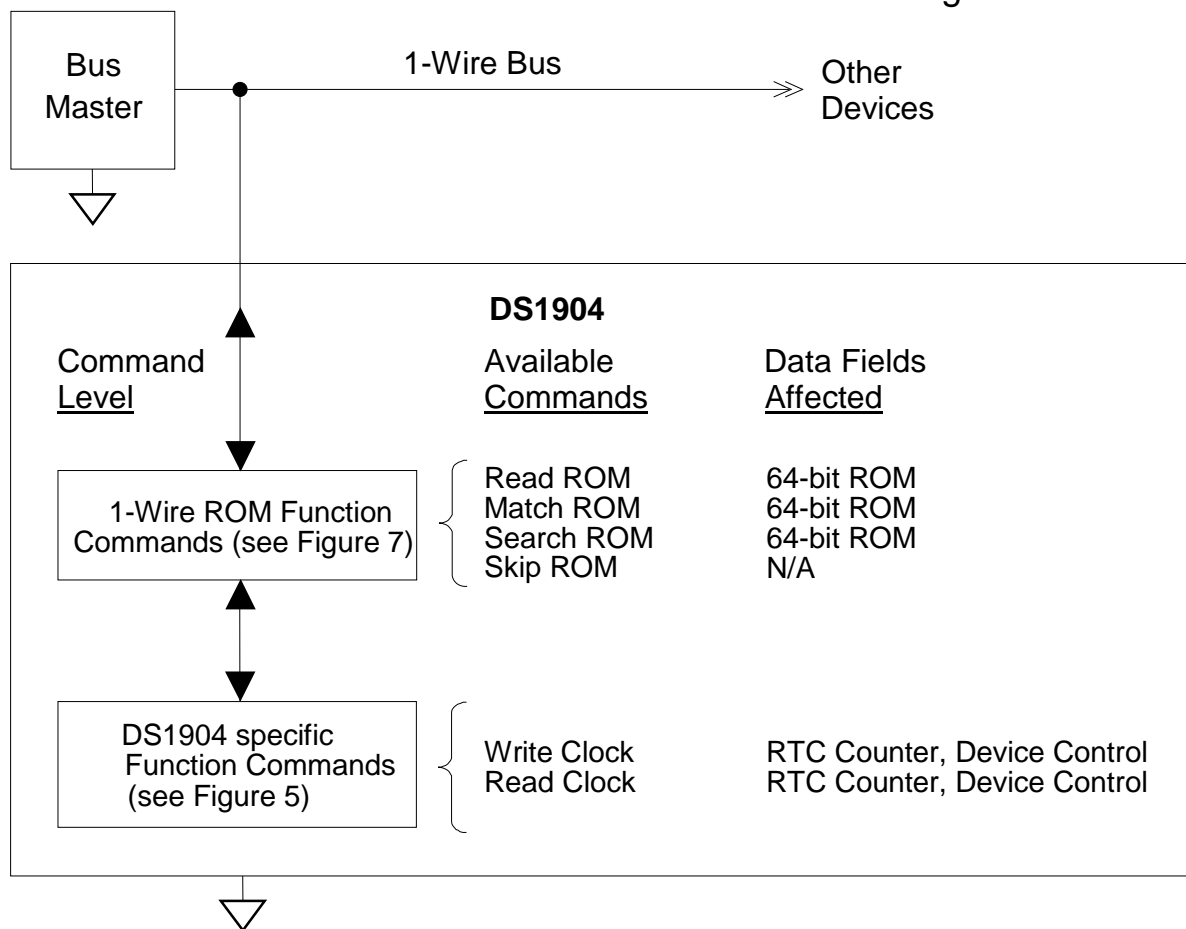 Bus
Master
1-Wire Bus
Other
Devices
DS1904
Command
Level
Available
Commands
Data Fields
Affected
1-Wire ROM Function
Commands (see Figure 7)
Read ROM 64-bit ROM
Match ROM 64-bit ROM
Search ROM 64-bit ROM
Skip ROM N/A
DS1904 specific
Function Commands
(see Figure 5)
Write Clock RTC Counter, Device Control
Read Clock RTC Counter, Device Control